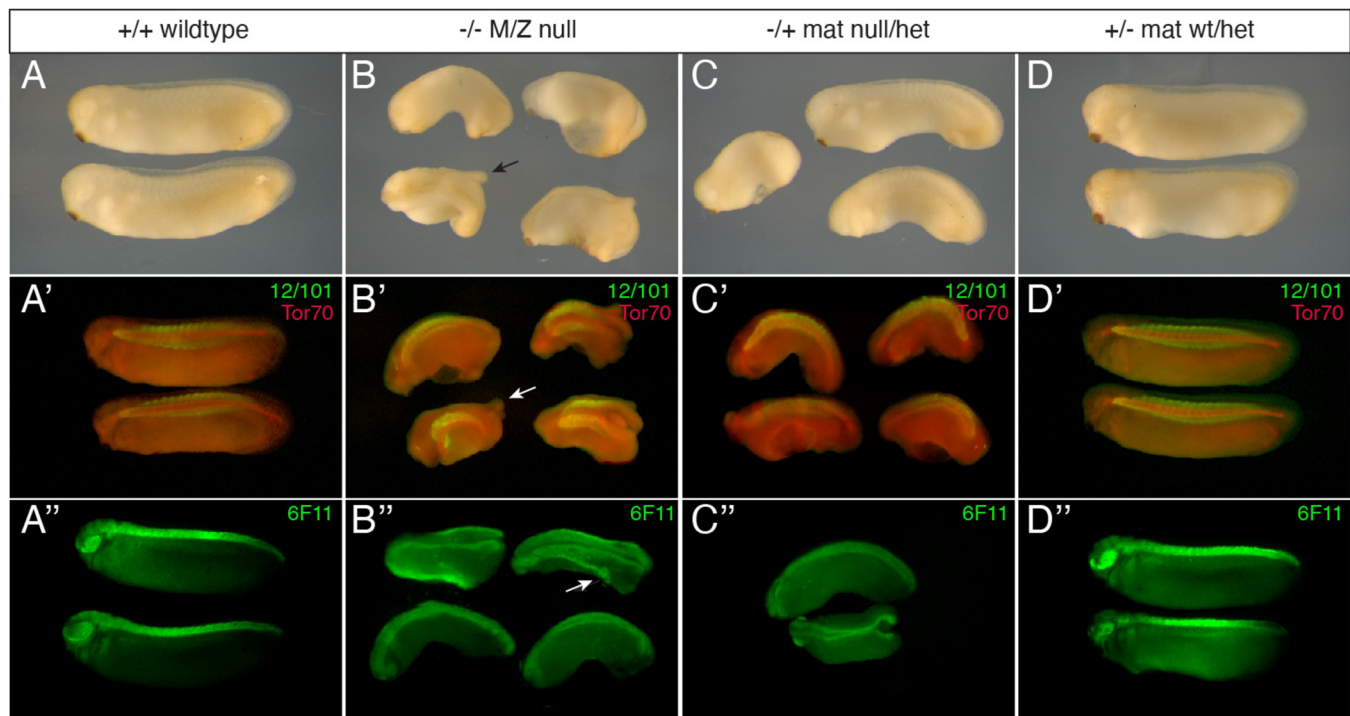 +/+ wildtype
-/- M/Z null
-/+ mat null/het
+/- mat wt/het
A
B
C
D
A'
12/101
Tor70
B'
12/101
Tor70
C'
12/101
Tor70
D'
12/101
Tor70
A”
6F11
B”
6F11
C”
6F11
D”
6F11